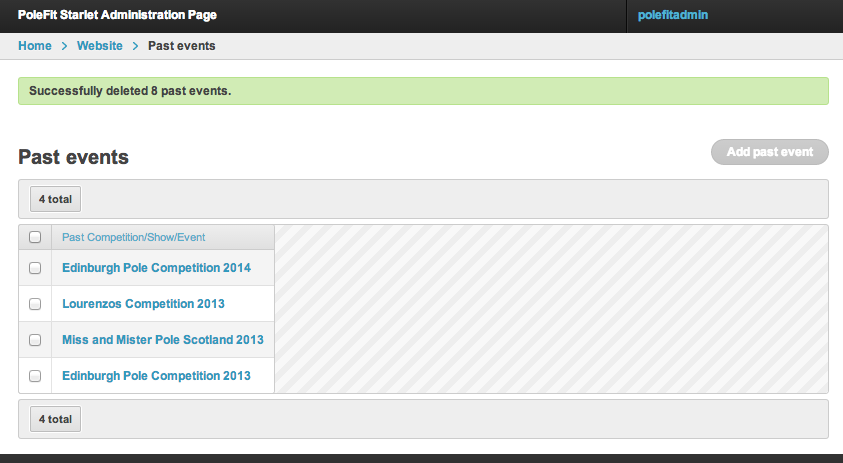 PoleFit Starlet Administration Page
polefitadmin
Home > Website > Past events
Successfully deleted 8 past events.
Past events
Add past event
4 total
Past Competition/Show/Event
Edinburgh Pole Competition 2014
Lourenzos Competition 2013
Miss and Mister Pole Scotland 2013
Edinburgh Pole Competition 2013
4 total